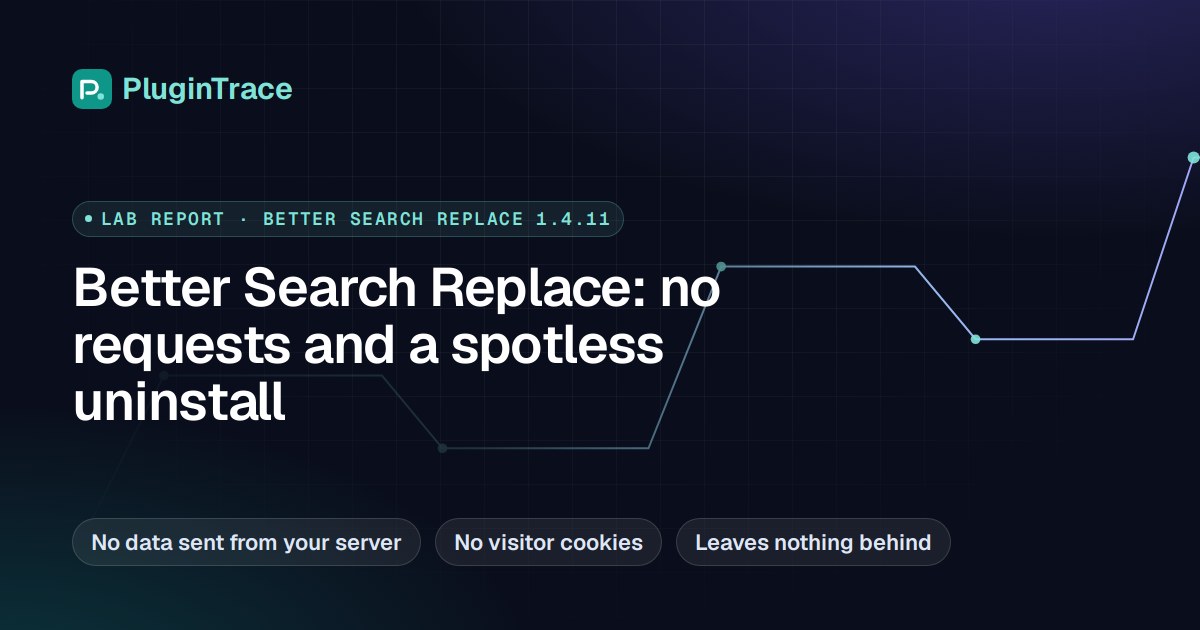 PluginTrace
LAB REPORT · BETTER SEARCH REPLACE 1.4.11
Better Search Replace: no
requests and a spotless
uninstall
No data sent from your server
No visitor cookies
Leaves nothing behind